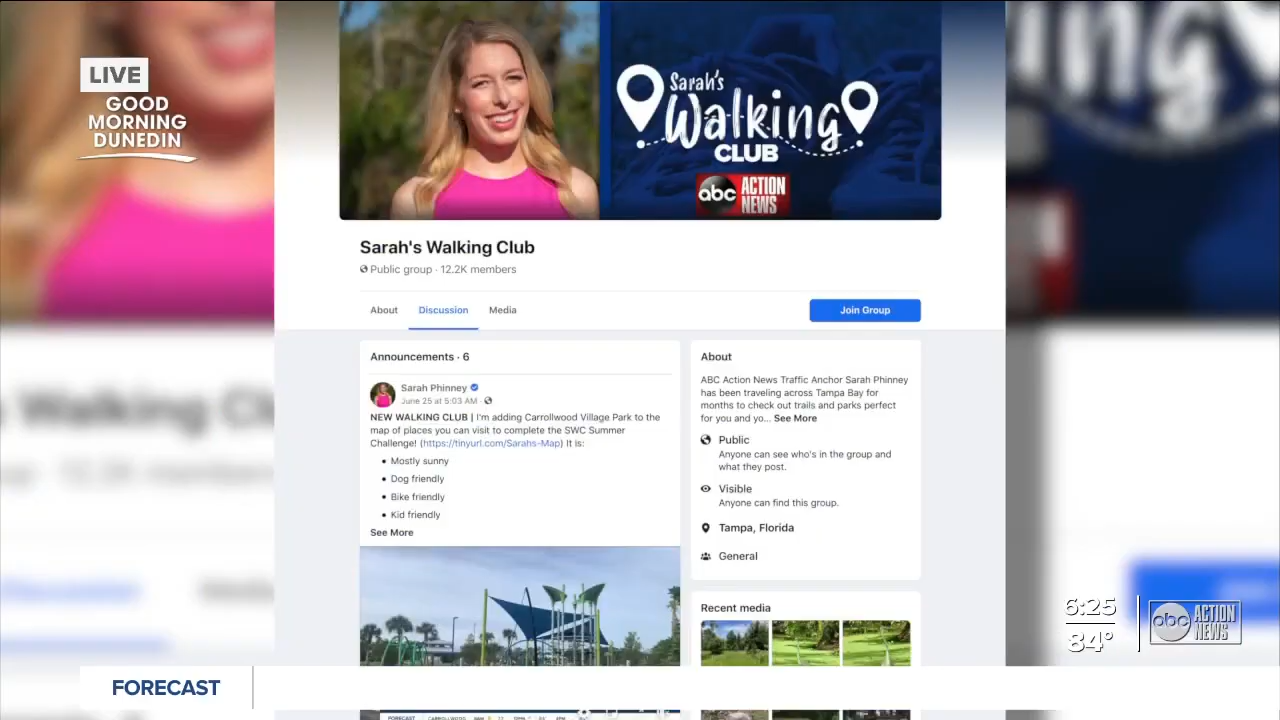 LIVE
GOOD
MORNING
DUNEDIN
Sarah's
Walking
CLUB
abc ACTION
NEWS
Sarah's Walking Club
Public group · 12.2K members
About Discussion Media
Join Group
Announcements · 6
Sarah Phinney
June 25 at 5:03 AM ·
NEW WALKING CLUB | I'm adding Carrollwood Village Park to the
map of places you can visit to complete the SWC Summer
Challenge! (https://tinyurl.com/Sarahs-Map) It is:
• Mostly sunny
• Dog friendly
• Bike friendly
• Kid friendly
See More
About
ABC Action News Traffic Anchor Sarah Phinney
has been traveling across Tampa Bay for
months to check out trails and parks perfect
for you and yo... See More
Public
Anyone can see who's in the group and
what they post.
Visible
Anyone can find this group.
Tampa, Florida
General
Recent media
6:25
84°
abc ACTION
NEWS
FORECAST
FORECAST CARROLLWOOD